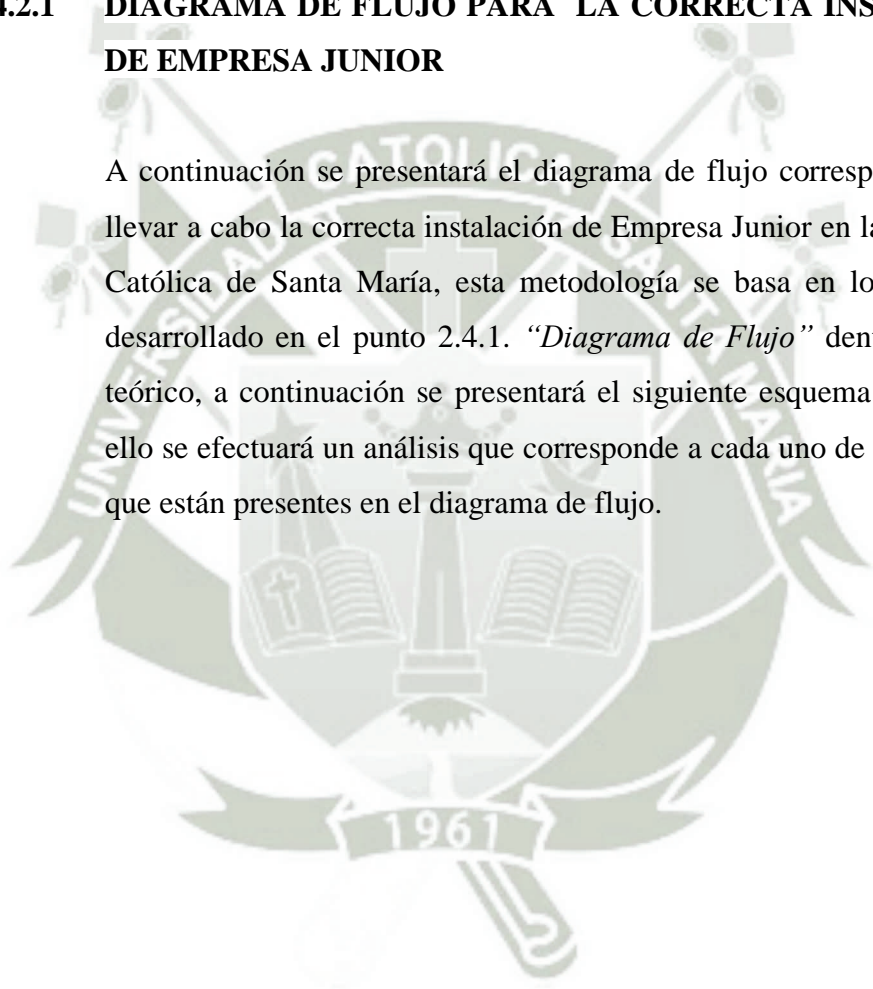 4.2.1 DIAGRAMA DE FLUJO PARA LA CORRECTA INS
DE EMPRESA JUNIOR
A continuación se presentará el diagrama de flujo corresp
llevar a cabo la correcta instalación de Empresa Junior en la
Católica de Santa María, esta metodología se basa en lo
desarrollado en el punto 2.4.1. “Diagrama de Flujo” den
teórico, a continuación se presentará el siguiente esquema
ello se efectuará un análisis que corresponde a cada uno de
que están presentes en el diagrama de flujo.
UNIVERSIDAD CATOLICA SANTA MARIA
1961